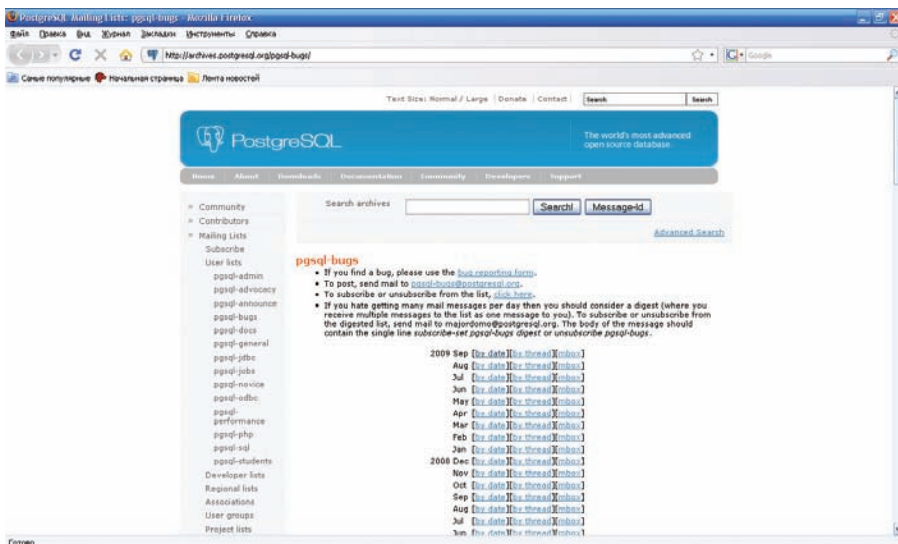 PostgreSQL Mailing Lists: pgsql-bugs - Mozilla Firefox
Файл Правка Вид Журнал Закладки Инструменты Справка
http://archives.postgresql.org/pgsql-bugs/
Google
Самые популярные Начальная страница Лента новостей
Text Size: Normal / Large | Donate | Contact | Search Search
PostgreSQL
The world's most advanced
open source database.
Home About Downloads Documentation Community Developers Support
Community
Contributors
Mailing Lists
Subscribe
User lists
pgsql-admin
pgsql-advocacy
pgsql-announce
pgsql-bugs
pgsql-docs
pgsql-general
pgsql-jdbc
pgsql-jobs
pgsql-novice
pgsql-odbc
pgsql-
performance
pgsql-php
pgsql-sql
pgsql-students
Developer lists
Regional lists
Associations
User groups
Project lists
Search archives Search! Message-Id
Advanced Search
pgsql-bugs
• If you find a bug, please use the bug reporting form.
• To post, send mail to pgsql-bugs@postgresql.org.
• To subscribe or unsubscribe from the list, click here.
• If you hate getting many mail messages per day then you should consider a digest (where you
receive multiple messages to the list as one message to you). To subscribe or unsubscribe from
the digested list, send mail to majordomo@postgresql.org. The body of the message should
contain the single line subscribe-set pgsql-bugs digest or unsubscribe pgsql-bugs.
2009 Sep [by date][by thread][mbox]
Aug [by date][by thread][mbox]
Jul [by date][by thread][mbox]
Jun [by date][by thread][mbox]
May [by date][by thread][mbox]
Apr [by date][by thread][mbox]
Mar [by date][by thread][mbox]
Feb [by date][by thread][mbox]
Jan [by date][by thread][mbox]
2008 Dec [by date][by thread][mbox]
Nov [by date][by thread][mbox]
Oct [by date][by thread][mbox]
Sep [by date][by thread][mbox]
Aug [by date][by thread][mbox]
Jul [by date][by thread][mbox]
Jun [by date][by thread][mbox]
Готово